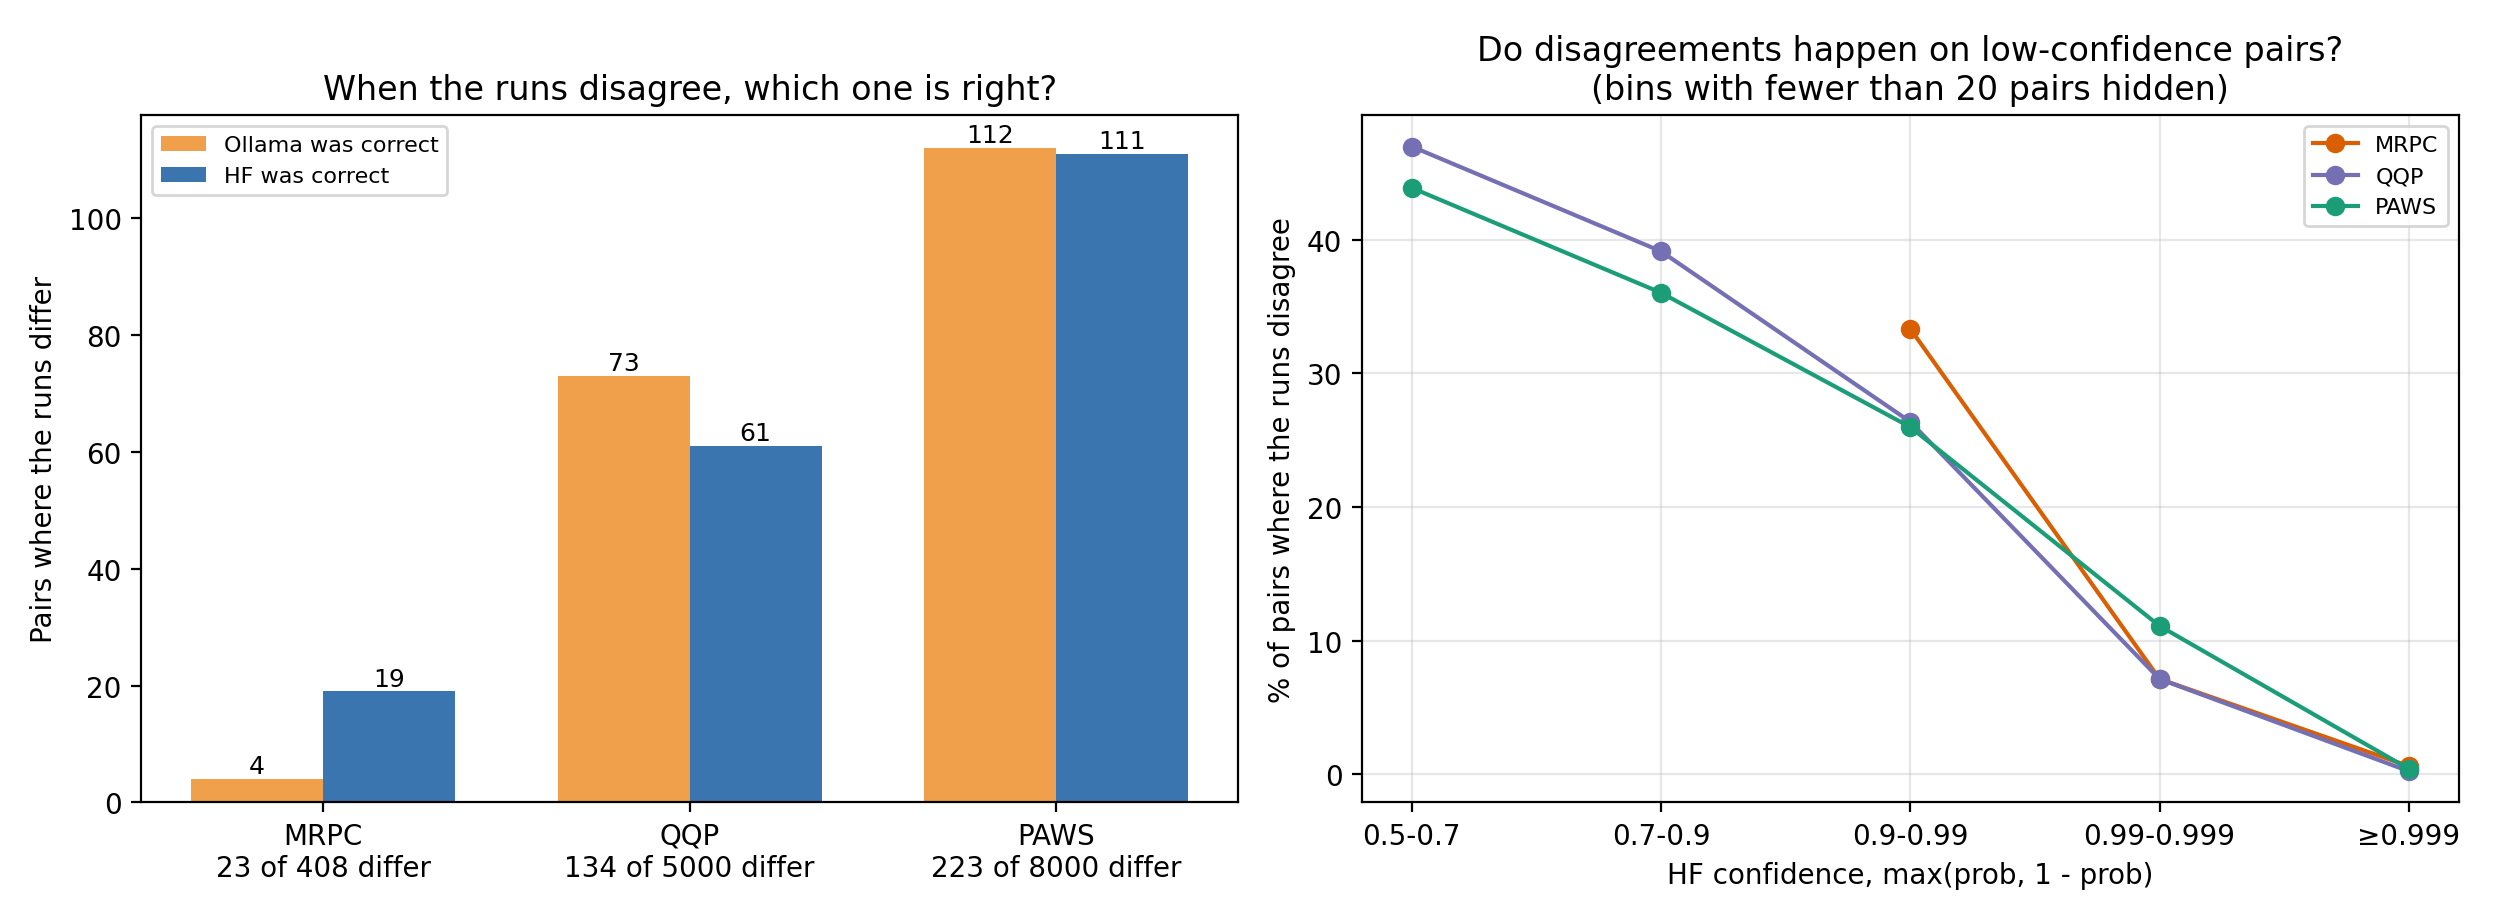 When the runs disagree, which one is right?
Ollama was correct
HF was correct
Pairs where the runs differ
100
80
60
40
20
0
4
19
73
61
112
111
MRPC
23 of 408 differ
QQP
134 of 5000 differ
PAWS
223 of 8000 differ
Do disagreements happen on low-confidence pairs?
(bins with fewer than 20 pairs hidden)
MRPC
QQP
PAWS
% of pairs where the runs disagree
40
30
20
10
0
0.5-0.7
0.7-0.9
0.9-0.99
0.99-0.999
≥0.999
HF confidence, max(prob, 1 - prob)